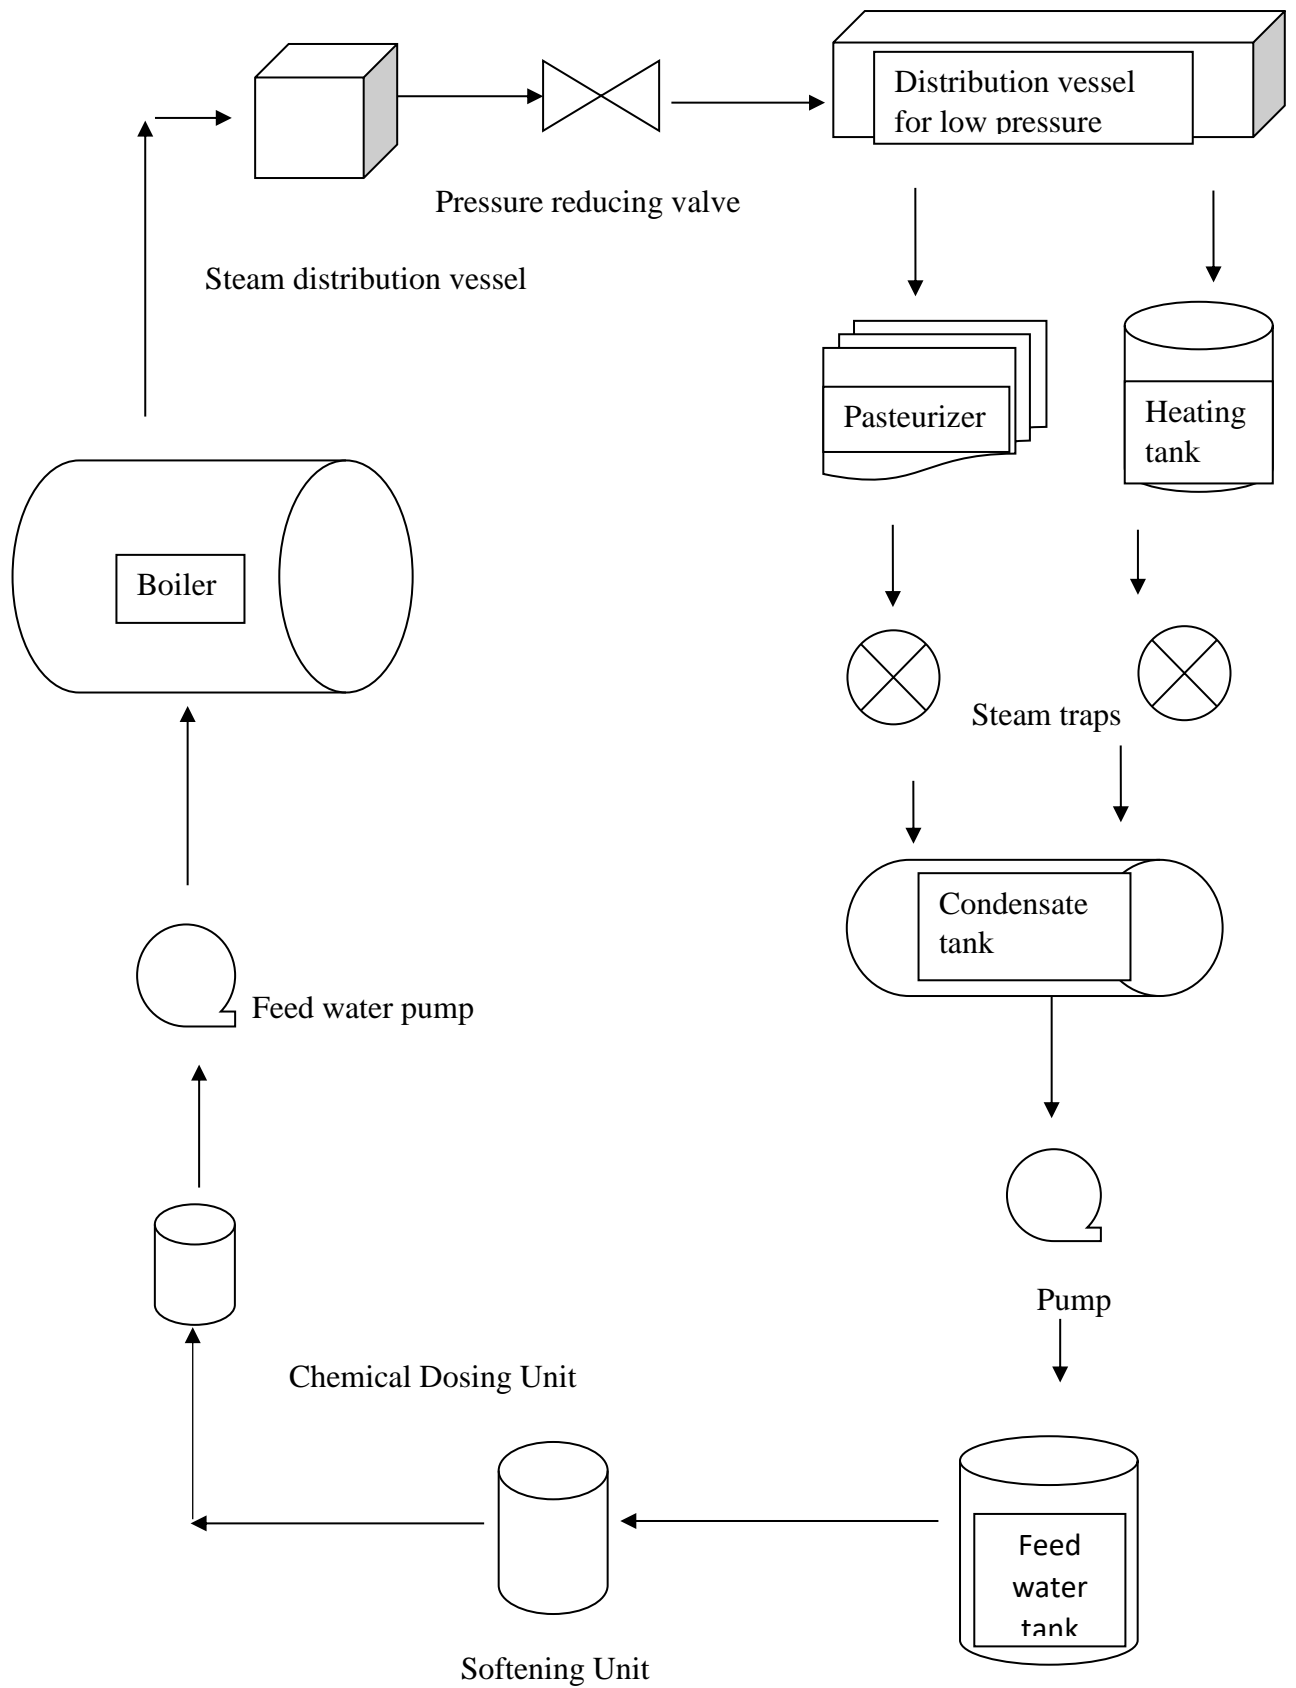 Distribution vessel
for low pressure
Pressure reducing valve
Steam distribution vessel
Pasteurizer
Heating
tank
Boiler
Steam traps
Condensate
tank
Feed water pump
Pump
Chemical Dosing Unit
Feed
water
tank
Softening Unit